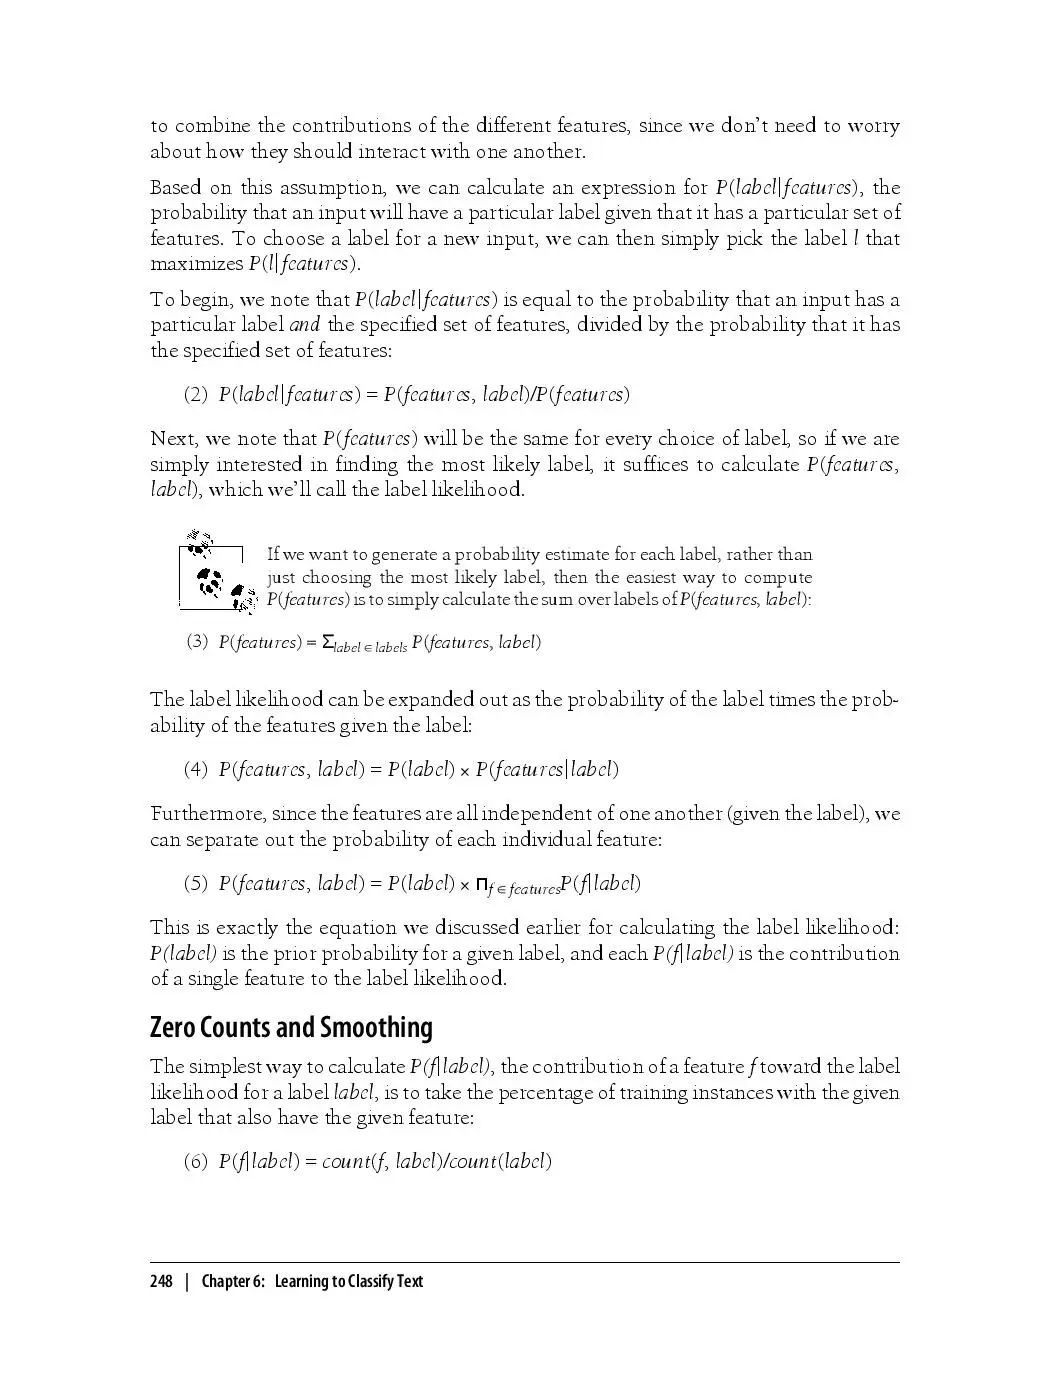 to combine the contributions of the different features, since we don't need to worry
about how they should interact with one another.
Based on this assumption, we can calculate an expression for P(label|features), the
probability that an input will have a particular label given that it has a particular set of
features. To choose a label for a new input, we can then simply pick the label l that
maximizes P(l|features).
To begin, we note that P(label|features) is equal to the probability that an input has a
particular label and the specified set of features, divided by the probability that it has
the specified set of features:
(2) P(label|features) = P(features, label)/P(features)
Next, we note that P(features) will be the same for every choice of label, so if we are
simply interested in finding the most likely label, it suffices to calculate P(features,
label), which we'll call the label likelihood.
If we want to generate a probability estimate for each label, rather than
just choosing the most likely label, then the easiest way to compute
P(features) is to simply calculate the sum over labels of P(features, label):
(3) P(features) = Σlabel ∈ labels P(features, label)
The label likelihood can be expanded out as the probability of the label times the prob-
ability of the features given the label:
(4) P(features, label) = P(label) × P(features|label)
Furthermore, since the features are all independent of one another (given the label), we
can separate out the probability of each individual feature:
(5) P(features, label) = P(label) × Πf ∈ featuresP(f|label)
This is exactly the equation we discussed earlier for calculating the label likelihood:
P(label) is the prior probability for a given label, and each P(f|label) is the contribution
of a single feature to the label likelihood.
Zero Counts and Smoothing
The simplest way to calculate P(f|label), the contribution of a feature f toward the label
likelihood for a label label, is to take the percentage of training instances with the given
label that also have the given feature:
(6) P(f|label) = count(f, label)/count(label)
248 | Chapter 6: Learning to Classify Text